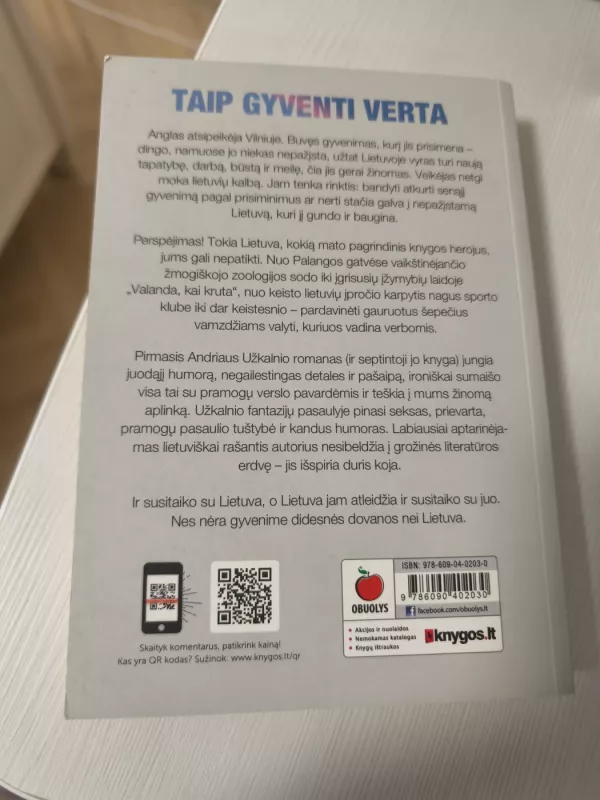 TAIP GYVENTI VERTA
Anglas atsipeikėja Vilniuje. Buvęs gyvenimas, kurį jis prisimena –
dingo, namuose jo niekas nepažįsta, užtat Lietuvoje vyras turi naują
tapatybę, darbą, būstą ir meilę, čia jis gerai žinomas. Veikėjas netgi
moka lietuvių kalbą. Jam tenka rinktis: bandyti atkurti senąjį
gyvenimą pagal prisiminimus ar nerti stačia galva į nepažįstamą
Lietuvą, kuri jį gundo ir baugina.
Perspėjimas! Tokia Lietuva, kokią mato pagrindinis knygos herojus,
jums gali nepatikti. Nuo Palangos gatvėse vaikštinėjančio
žmogiškojo zoologijos sodo iki įgrisusių įžymybių laidoje
„Valanda, kai kruta“, nuo keisto lietuvių įpročio karpytis nagus sporto
klube iki dar keistesnio – pardavinėti gauruotus šepečius
vamzdžiams valyti, kuriuos vadina verbomis.
Pirmasis Andriaus Užkalnio romanas (ir septintoji jo knyga) jungia
juodąjį humorą, negailestingas detales ir pašaipą, ironiškai sumaišo
visa tai su pramogų verslo pavardėmis ir teškia į mums žinomą
aplinką. Užkalnio fantazijų pasaulyje pinasi seksas, prievarta,
pramogų pasaulio tuštybė ir kandus humoras. Labiausiai aptarinėja-
mas lietuviškai rašantis autorius nesibeldžia į grožinės literatūros
erdvę – jis išspiria duris koja.
Ir susitaiko su Lietuva, o Lietuva jam atleidžia ir susitaiko su juo.
Nes nėra gyvenime didesnės dovanos nei Lietuva.
Skaityk komentarus, patikrink kainą!
Kas yra QR kodas? Sužinok: www.knygos.lt/qr
OBUOLYS
ISBN: 978-609-04-0203-0
9 786090 402030
facebook.com/obuolys.lt
• Akcijos ir nuolaidos
• Nemokamas katalogas
• Knygų ištraukos
knygos.lt